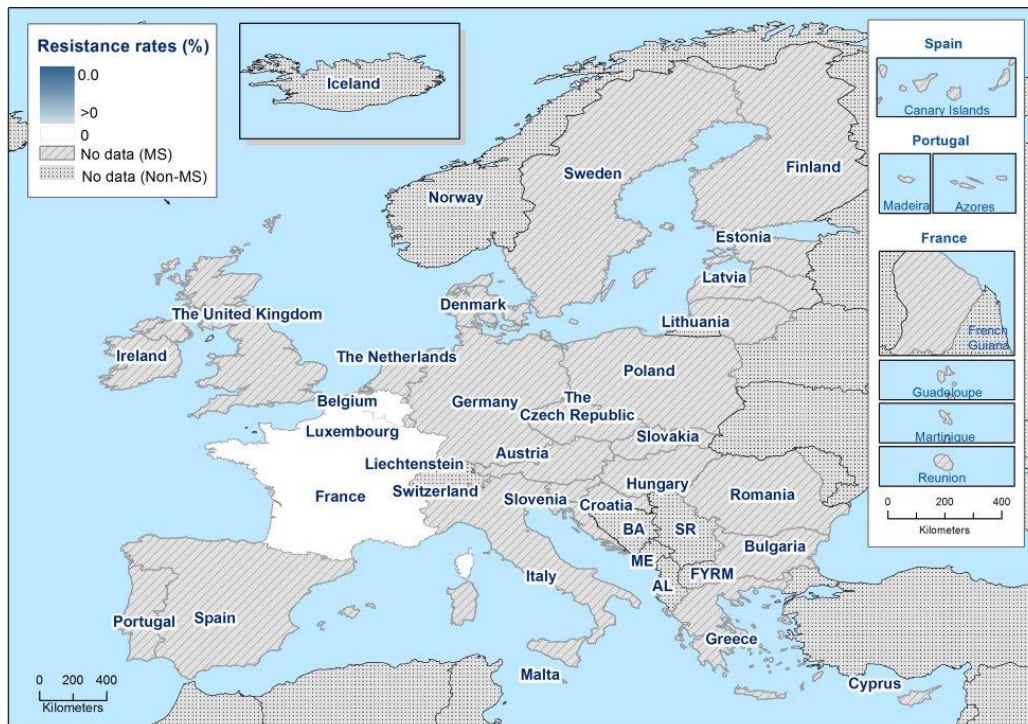 Resistance rates (%)
0.0
>0
0
No data (MS)
No data (Non-MS)
Iceland
Spain
Canary Islands
Portugal
Madeira
Azores
France
French
Guiana
Guadeloupe
Martinique
Reunion
0 200 400
Kilometers
Finland
Sweden
Norway
Estonia
Latvia
Denmark
Lithuania
The United Kingdom
Ireland
The Netherlands
Poland
Belgium
Germany
The
Czech Republic
Luxembourg
Slovakia
Austria
Liechtenstein
Switzerland
Hungary
France
Slovenia
Croatia
Romania
BA
SR
Bulgaria
ME
FYRM
Italy
AL
Portugal
Spain
Greece
Malta
Cyprus
0 200 400
Kilometers